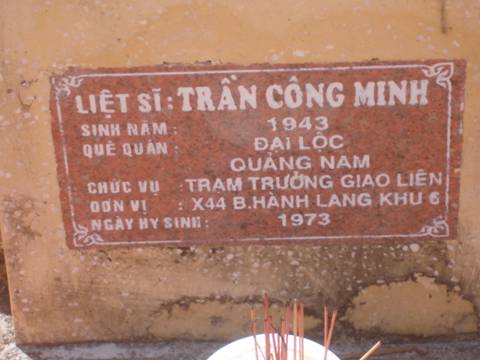 LIỆT SĨ : TRẦN CÔNG MINH
SINH NĂM : 1943
QUÊ QUÁN : ĐẠI LỘC
QUẢNG NAM
CHỨC VỤ : TRẠM TRƯỞNG GIAO LIÊN
ĐƠN VỊ : X44 B.HÀNH LANG KHU 6
NGÀY HY SINH : 1973